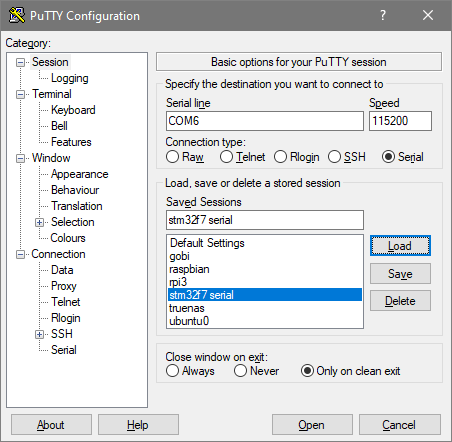 PuTTY Configuration
?
Category:
Session
Logging
Terminal
Keyboard
Bell
Features
Window
Appearance
Behaviour
Translation
Selection
Colours
Connection
Data
Proxy
Telnet
Rlogin
SSH
Serial
Basic options for your PuTTY session
Specify the destination you want to connect to
Serial line Speed
COM6 115200
Connection type:
Raw Telnet Rlogin SSH Serial
Load, save or delete a stored session
Saved Sessions
stm32f7 serial
Default Settings
gobi
raspbian
rpi3
stm32f7 serial
truenas
ubuntu0
Load
Save
Delete
Close window on exit:
Always Never Only on clean exit
About Help Open Cancel